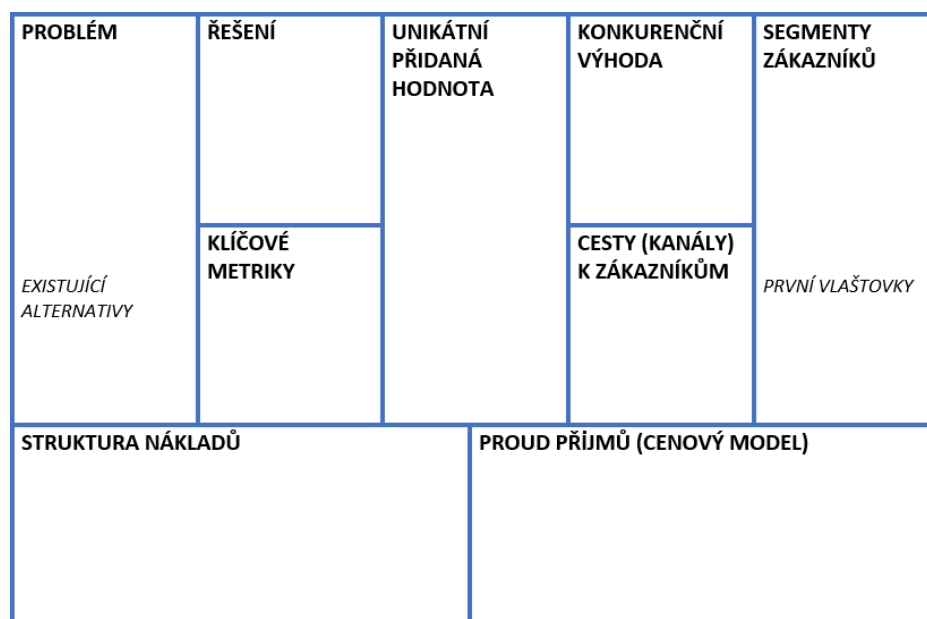 PROBLÉM
EXISTUJÍCÍ
ALTERNATIVY
ŘEŠENÍ
KLÍČOVÉ
METRIKY
UNIKÁTNÍ
PŘIDANÁ
HODNOTA
KONKURENČNÍ
VÝHODA
CESTY (KANÁLY)
K ZÁKAZNÍKŮM
SEGMENTY
ZÁKAZNÍKŮ
PRVNÍ VLAŠTOVKY
STRUKTURA NÁKLADŮ
PROUD PŘIJMŮ (CENOVÝ MODEL)